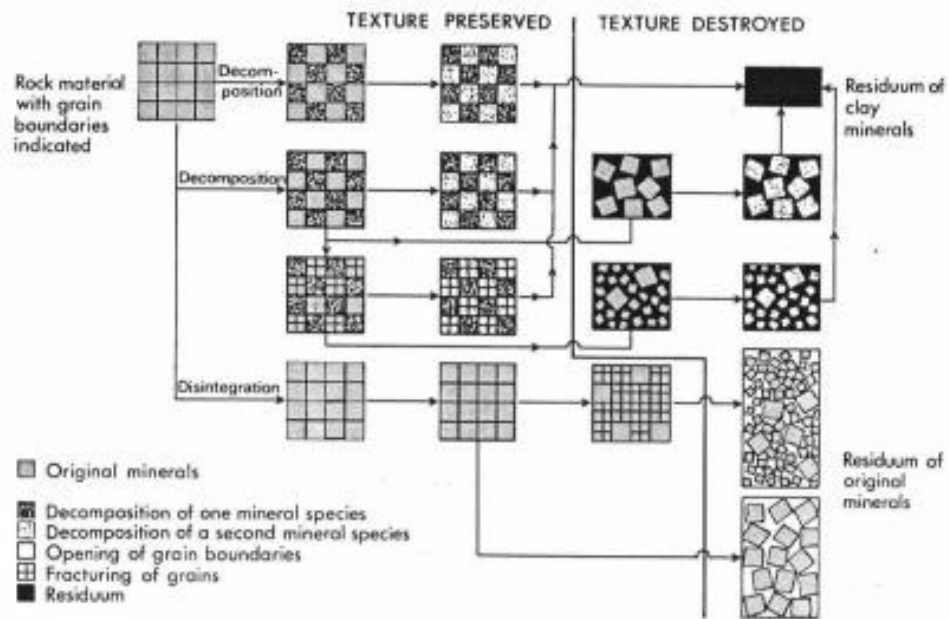 TEXTURE PRESERVED
TEXTURE DESTROYED
Rock material
with grain
boundaries
indicated
Decom-
position
Residuum of
clay
minerals
Decomposition
Disintegration
Residuum of
original
minerals
Original minerals
Decomposition of one mineral species
Decomposition of a second mineral species
Opening of grain boundaries
Fracturing of grains
Residuum